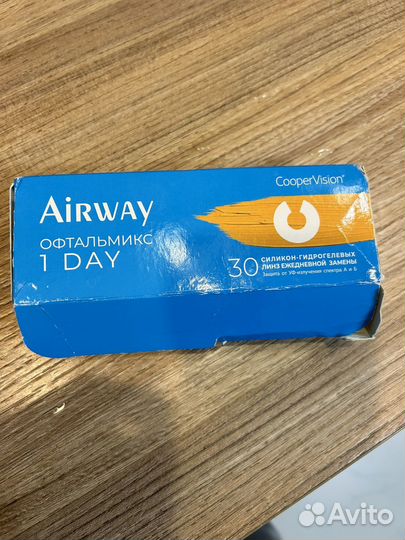 CooperVision®
AiRWAY
ОФТАЛЬМИКС
1 DAY
30 СИЛИКОН-ГИДРОГЕЛЕВЫХ
ЛИНЗ ЕЖЕДНЕВНОЙ ЗАМЕНЫ
Защита от УФ-излучения спектра А и Б
Avito